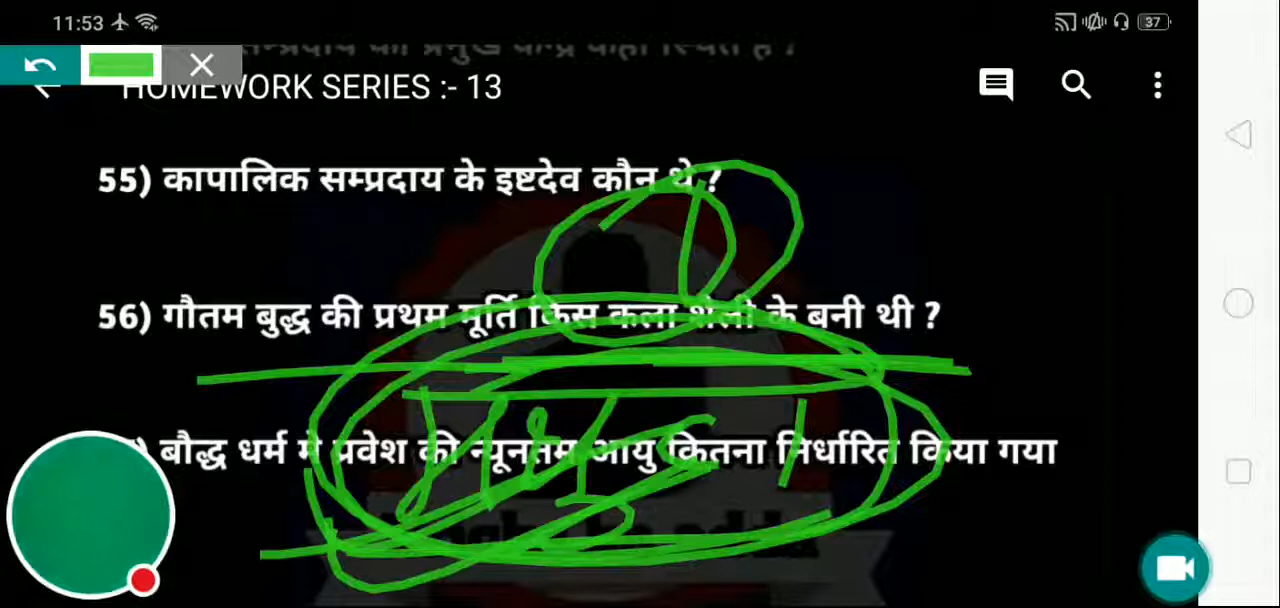 11:53 37
HOMEWORK SERIES :- 13
55) कापालिक सम्प्रदाय के इष्टदेव कौन थे ?
56) गौतम बुद्ध की प्रथम मूर्ति किस कला शैली के बनी थी ?
) बौद्ध धर्म मे प्रवेश की न्यूनतम आयु कितना निर्धारित किया गया